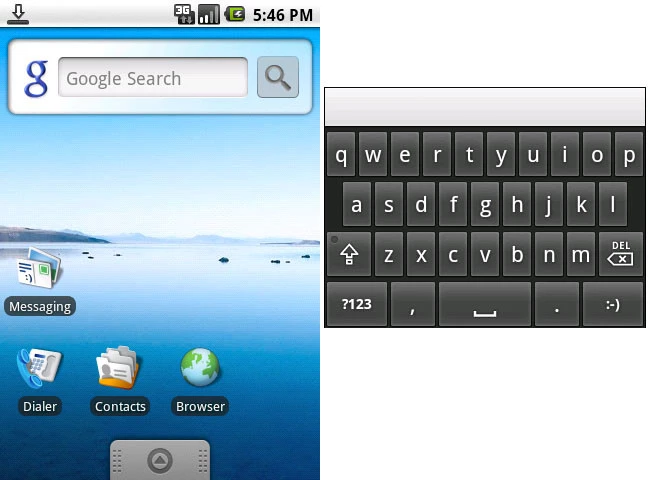 3G 5:46 PM
g Google Search
Messaging
Dialer Contacts Browser
q w e r t y u i o p
a s d f g h j k l
z x c v b n m DEL
?123 , . :-)